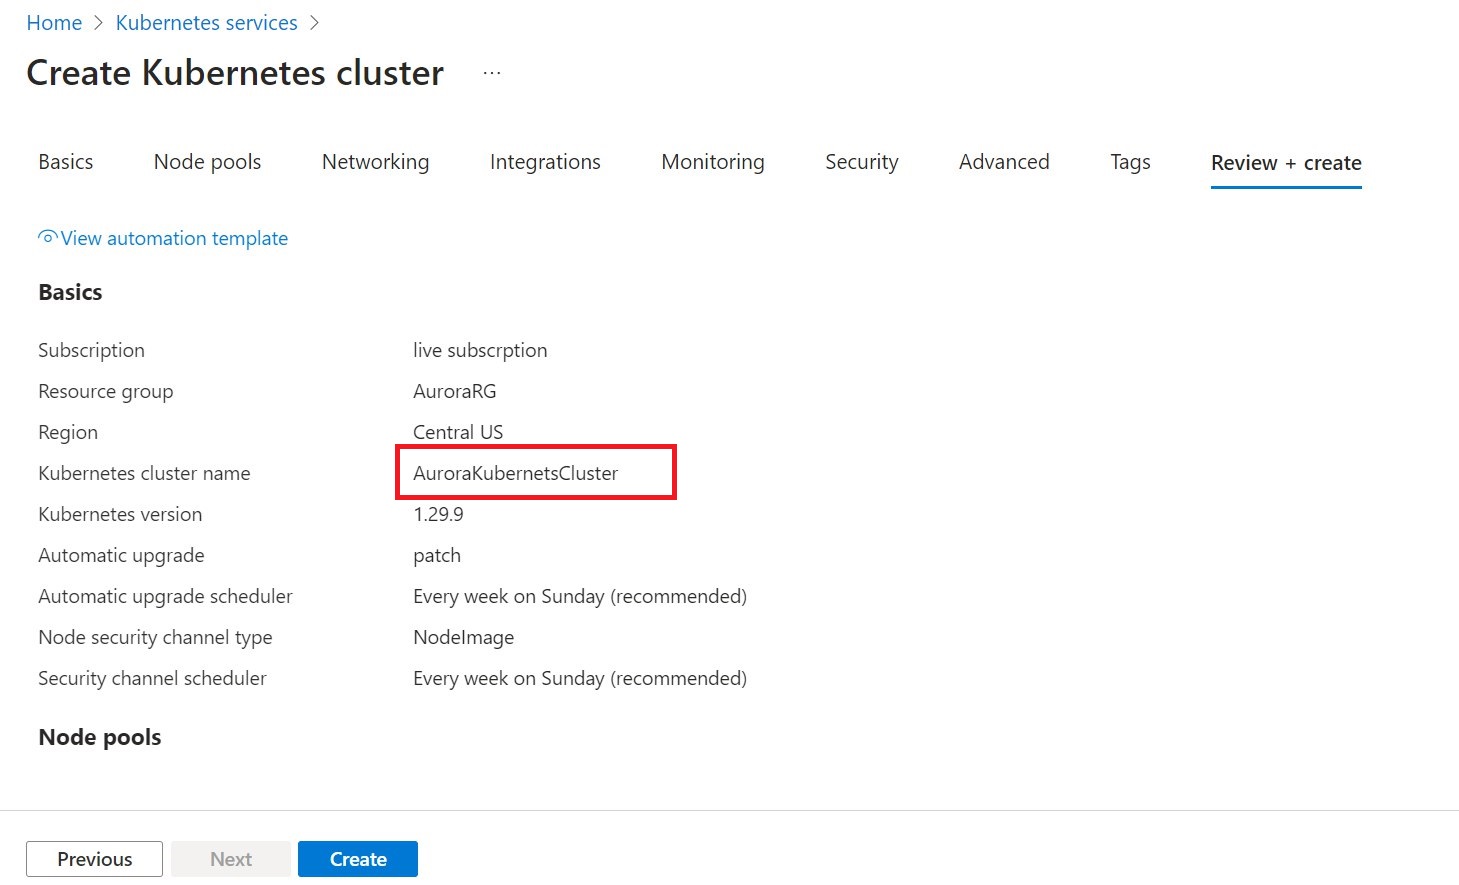 Home > Kubernetes services >
Create Kubernetes cluster ...
Basics Node pools Networking Integrations Monitoring Security Advanced Tags Review + create
View automation template
Basics
Subscription live subscrption
Resource group AuroraRG
Region Central US
Kubernetes cluster name AuroraKubernetsCluster
Kubernetes version 1.29.9
Automatic upgrade patch
Automatic upgrade scheduler Every week on Sunday (recommended)
Node security channel type NodeImage
Security channel scheduler Every week on Sunday (recommended)
Node pools
Previous Next Create